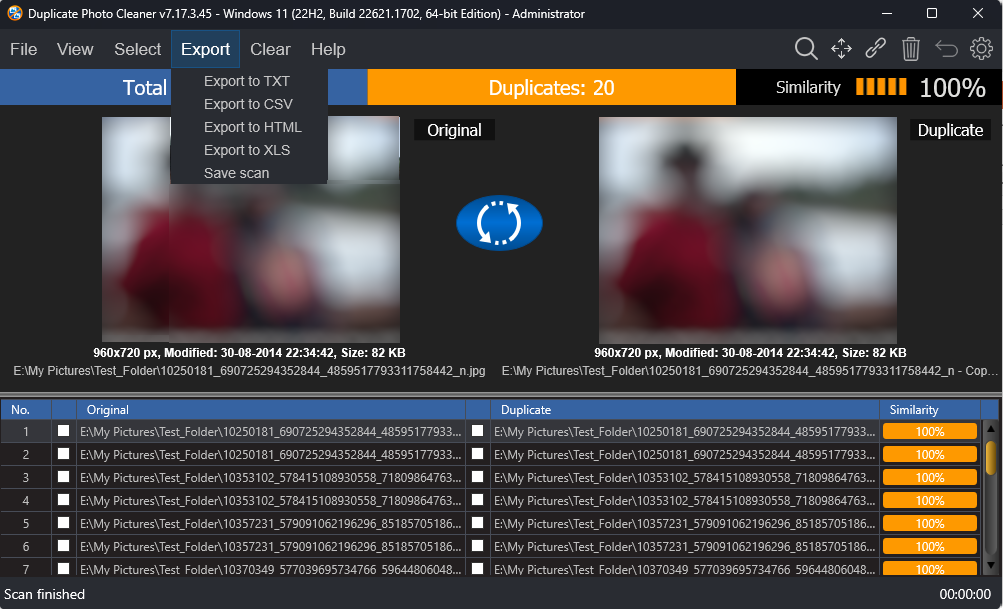 Duplicate Photo Cleaner v7.17.3.45 - Windows 11 (22H2, Build 22621.1702, 64-bit Edition) - Administrator
File View Select Export Clear Help
Export to TXT
Export to CSV
Export to HTML
Export to XLS
Save scan
Total
Duplicates: 20
Similarity 100%
Original
Duplicate
960x720 px, Modified: 30-08-2014 22:34:42, Size: 82 KB
E:\My Pictures\Test_Folder\10250181_690725294352844_4859517793311758442_n.jpg
960x720 px, Modified: 30-08-2014 22:34:42, Size: 82 KB
E:\My Pictures\Test_Folder\10250181_690725294352844_4859517793311758442_n - Cop...
No. Original Duplicate Similarity
1 E:\My Pictures\Test_Folder\10250181_690725294352844_48595177933... E:\My Pictures\Test_Folder\10250181_690725294352844_48595177933... 100%
2 E:\My Pictures\Test_Folder\10250181_690725294352844_48595177933... E:\My Pictures\Test_Folder\10250181_690725294352844_48595177933... 100%
3 E:\My Pictures\Test_Folder\10353102_578415108930558_71809864763... E:\My Pictures\Test_Folder\10353102_578415108930558_71809864763... 100%
4 E:\My Pictures\Test_Folder\10353102_578415108930558_71809864763... E:\My Pictures\Test_Folder\10353102_578415108930558_71809864763... 100%
5 E:\My Pictures\Test_Folder\10357231_579091062196296_85185705186... E:\My Pictures\Test_Folder\10357231_579091062196296_85185705186... 100%
6 E:\My Pictures\Test_Folder\10357231_579091062196296_85185705186... E:\My Pictures\Test_Folder\10357231_579091062196296_85185705186... 100%
7 E:\My Pictures\Test_Folder\10370349_577039695734766_59644806048... E:\My Pictures\Test_Folder\10370349_577039695734766_59644806048... 100%
Scan finished 00:00:00